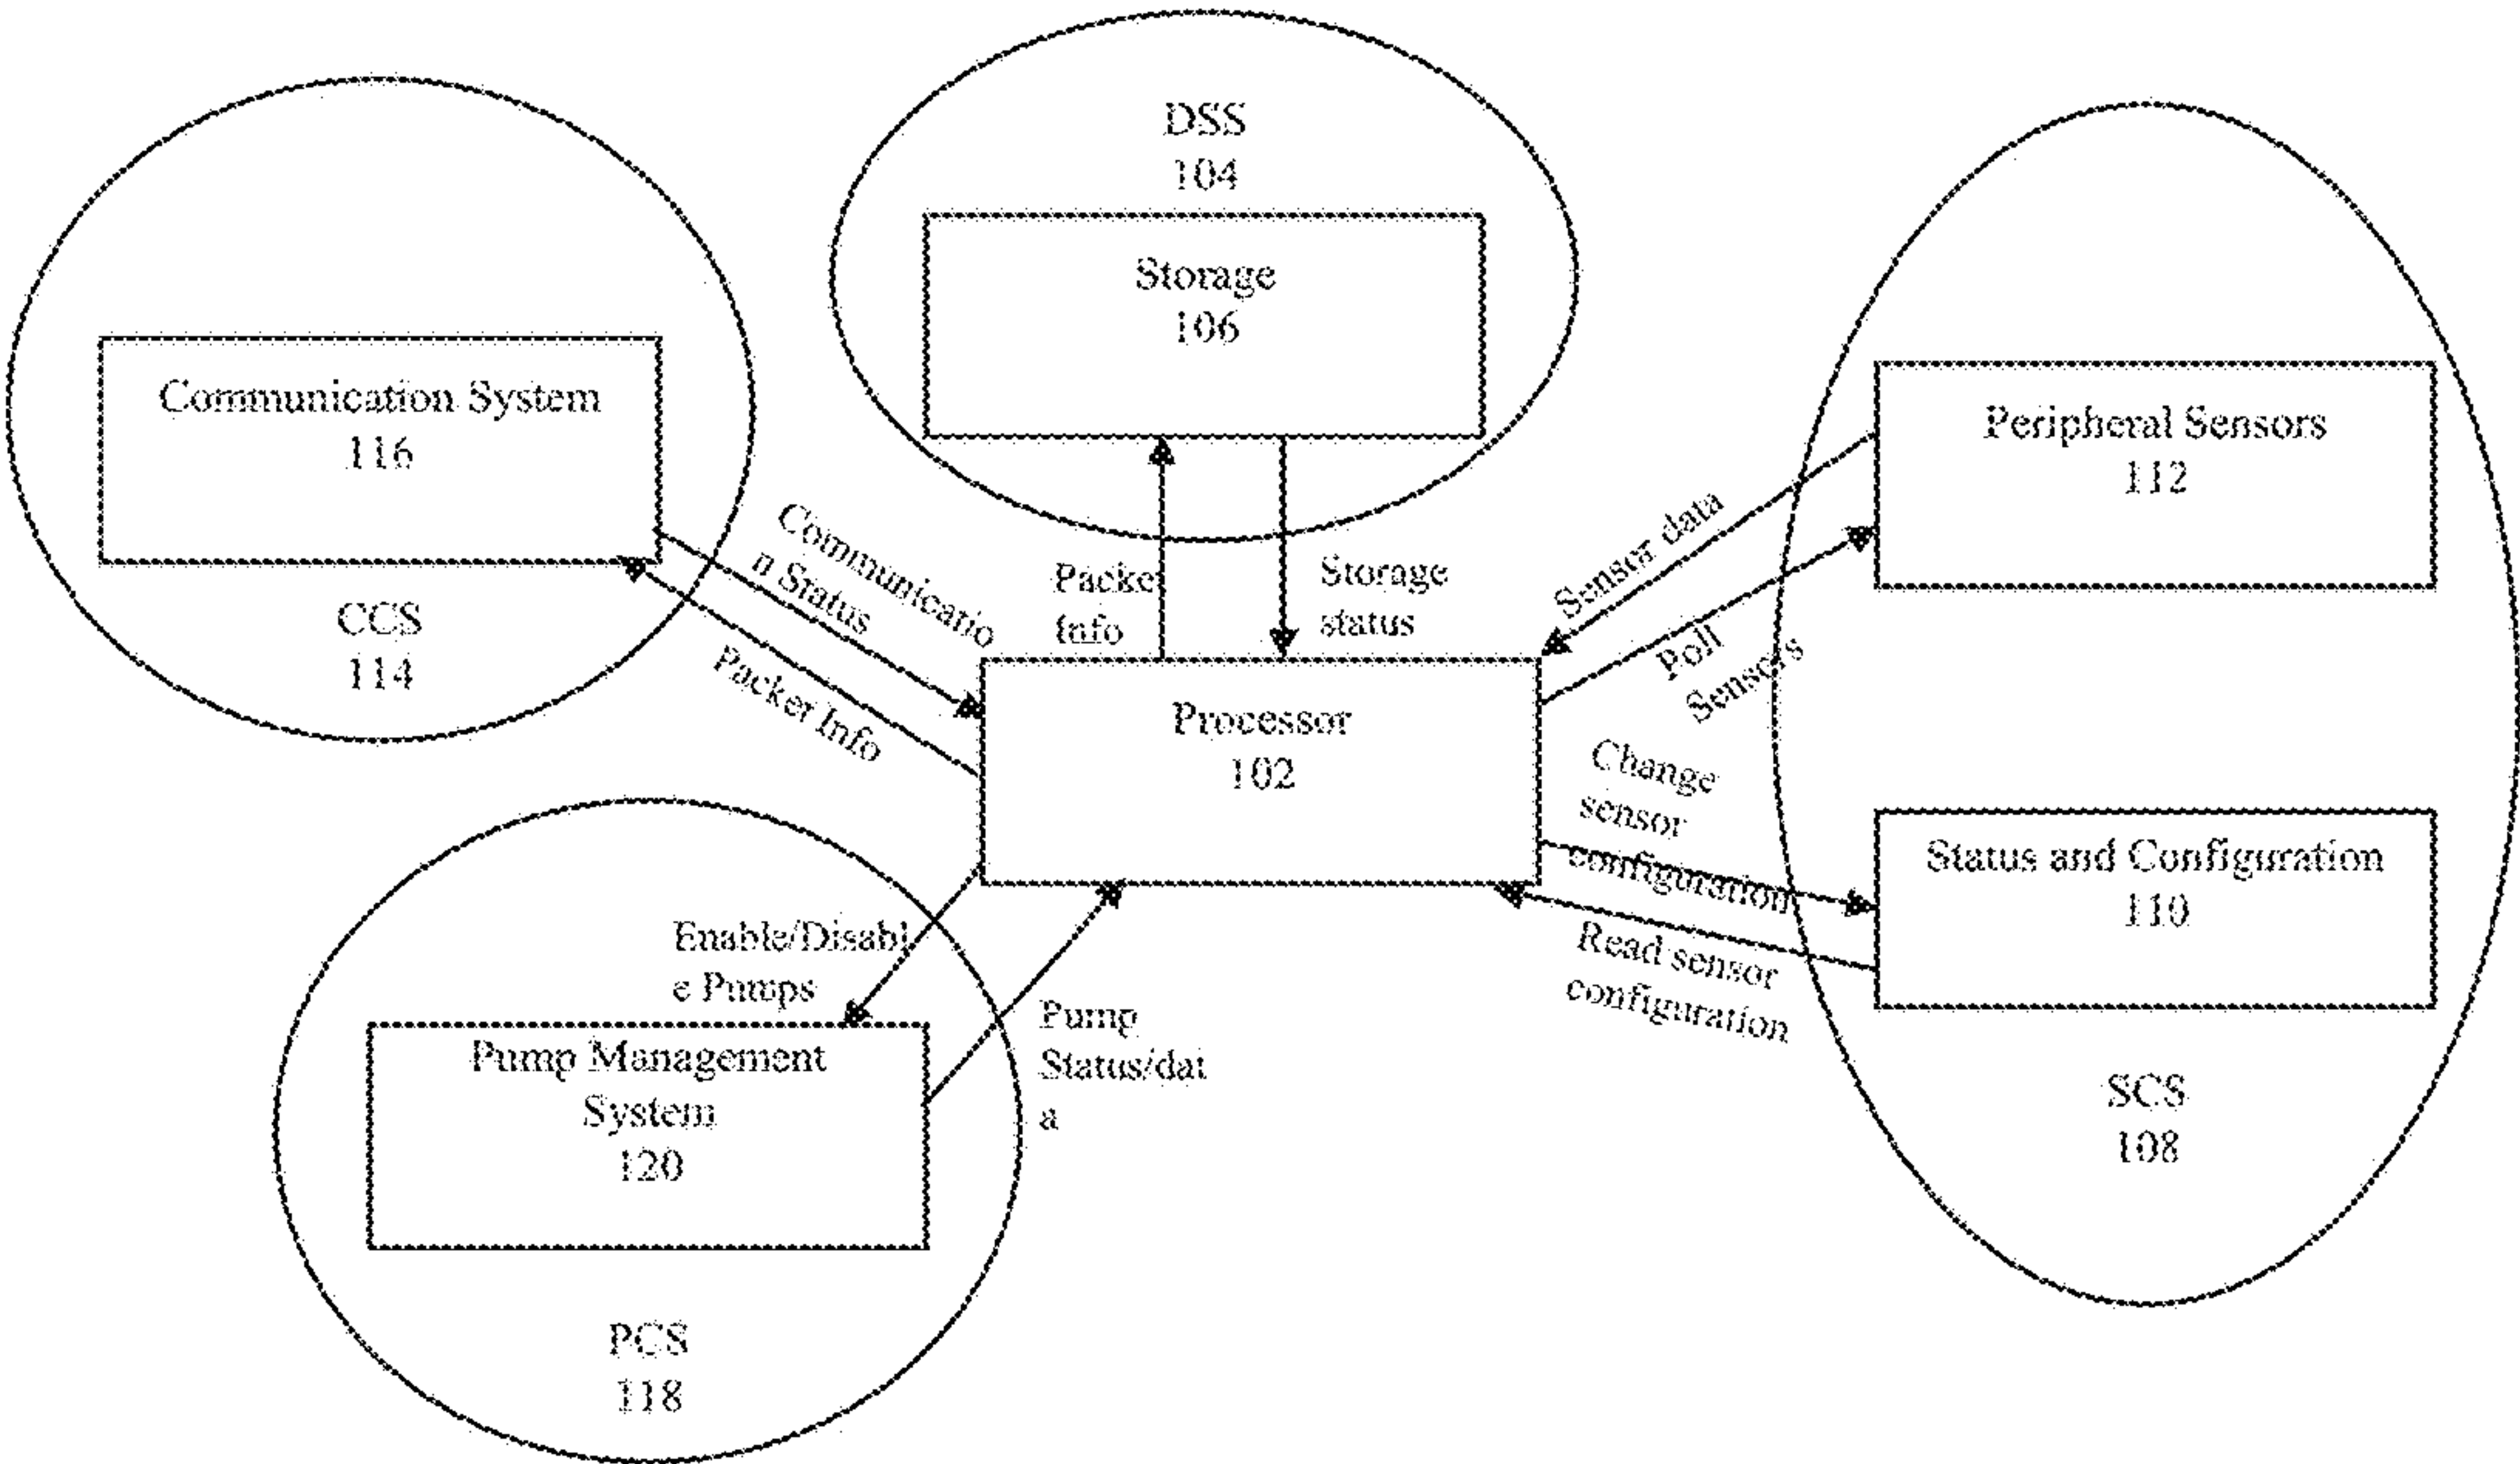 DSS
104
Storage
106
Communication System
116
CCS
114
Peripheral Sensors
112
Communicatio
n Status
Packet Info
Packe
Info
Storage
status
Sensor data
Poll
Sensors
Processor
102
Change
sensor
configuration
Read sensor
configuration
Status and Configuration
110
SCS
108
Enable/Disabl
e Pumps
Pump
Status/dat
a
Pump Management
System
120
PCS
118